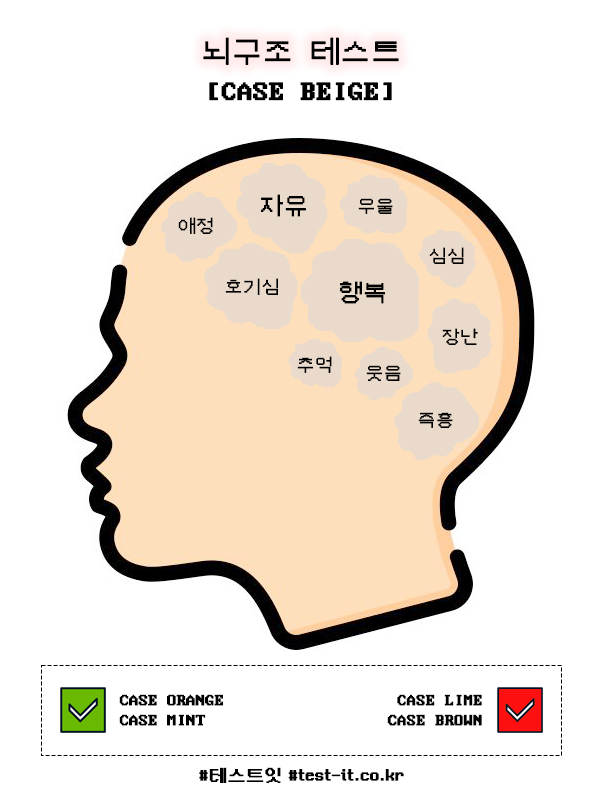 뇌구조 테스트
[CASE BEIGE]
자유
우울
애정
심심
호기심
행복
장난
추억
웃음
즉흥
CASE ORANGE
CASE MINT
CASE LIME
CASE BROWN
#테스트잇 #test-it.co.kr